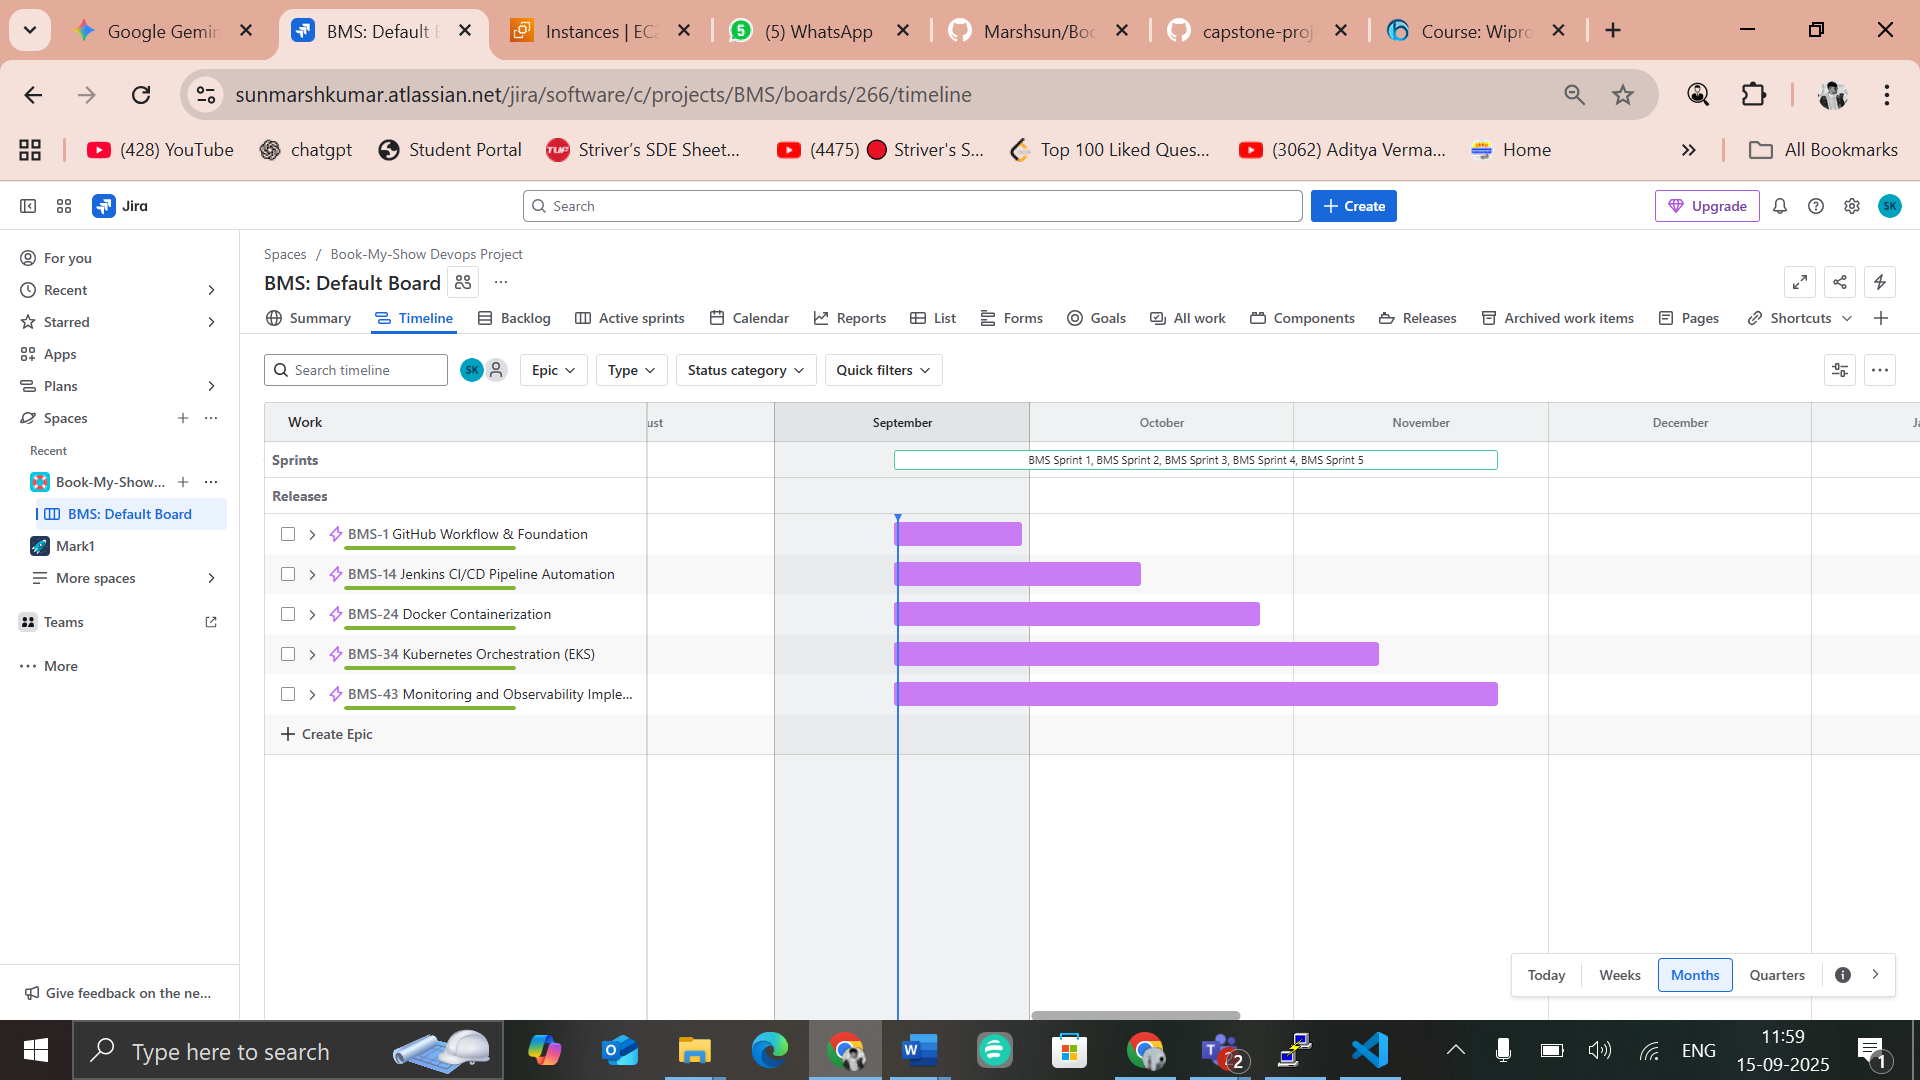 Google Gemin
BMS: Default B
Instances | EC2
(5) WhatsApp
Marshsun/Boo
capstone-proj
Course: Wipro
sunmarshkumar.atlassian.net/jira/software/c/projects/BMS/boards/266/timeline
(428) YouTube
chatgpt
Student Portal
Striver's SDE Sheet...
(4475) Striver's S...
Top 100 Liked Ques...
(3062) Aditya Verma...
Home
All Bookmarks
Jira
Search
Create
Upgrade
SK
For you
Recent
Starred
Apps
Plans
Spaces
Recent
Book-My-Show...
BMS: Default Board
Mark1
More spaces
Teams
More
Give feedback on the ne...
Spaces / Book-My-Show Devops Project
BMS: Default Board
Summary
Timeline
Backlog
Active sprints
Calendar
Reports
List
Forms
Goals
All work
Components
Releases
Archived work items
Pages
Shortcuts
Search timeline
SK
Epic
Type
Status category
Quick filters
Work
ust
September
October
November
December
Ja
Sprints
BMS Sprint 1, BMS Sprint 2, BMS Sprint 3, BMS Sprint 4, BMS Sprint 5
Releases
BMS-1 GitHub Workflow & Foundation
BMS-14 Jenkins CI/CD Pipeline Automation
BMS-24 Docker Containerization
BMS-34 Kubernetes Orchestration (EKS)
BMS-43 Monitoring and Observability Imple...
Create Epic
Today
Weeks
Months
Quarters
Type here to search
2
ENG
11:59
15-09-2025
1